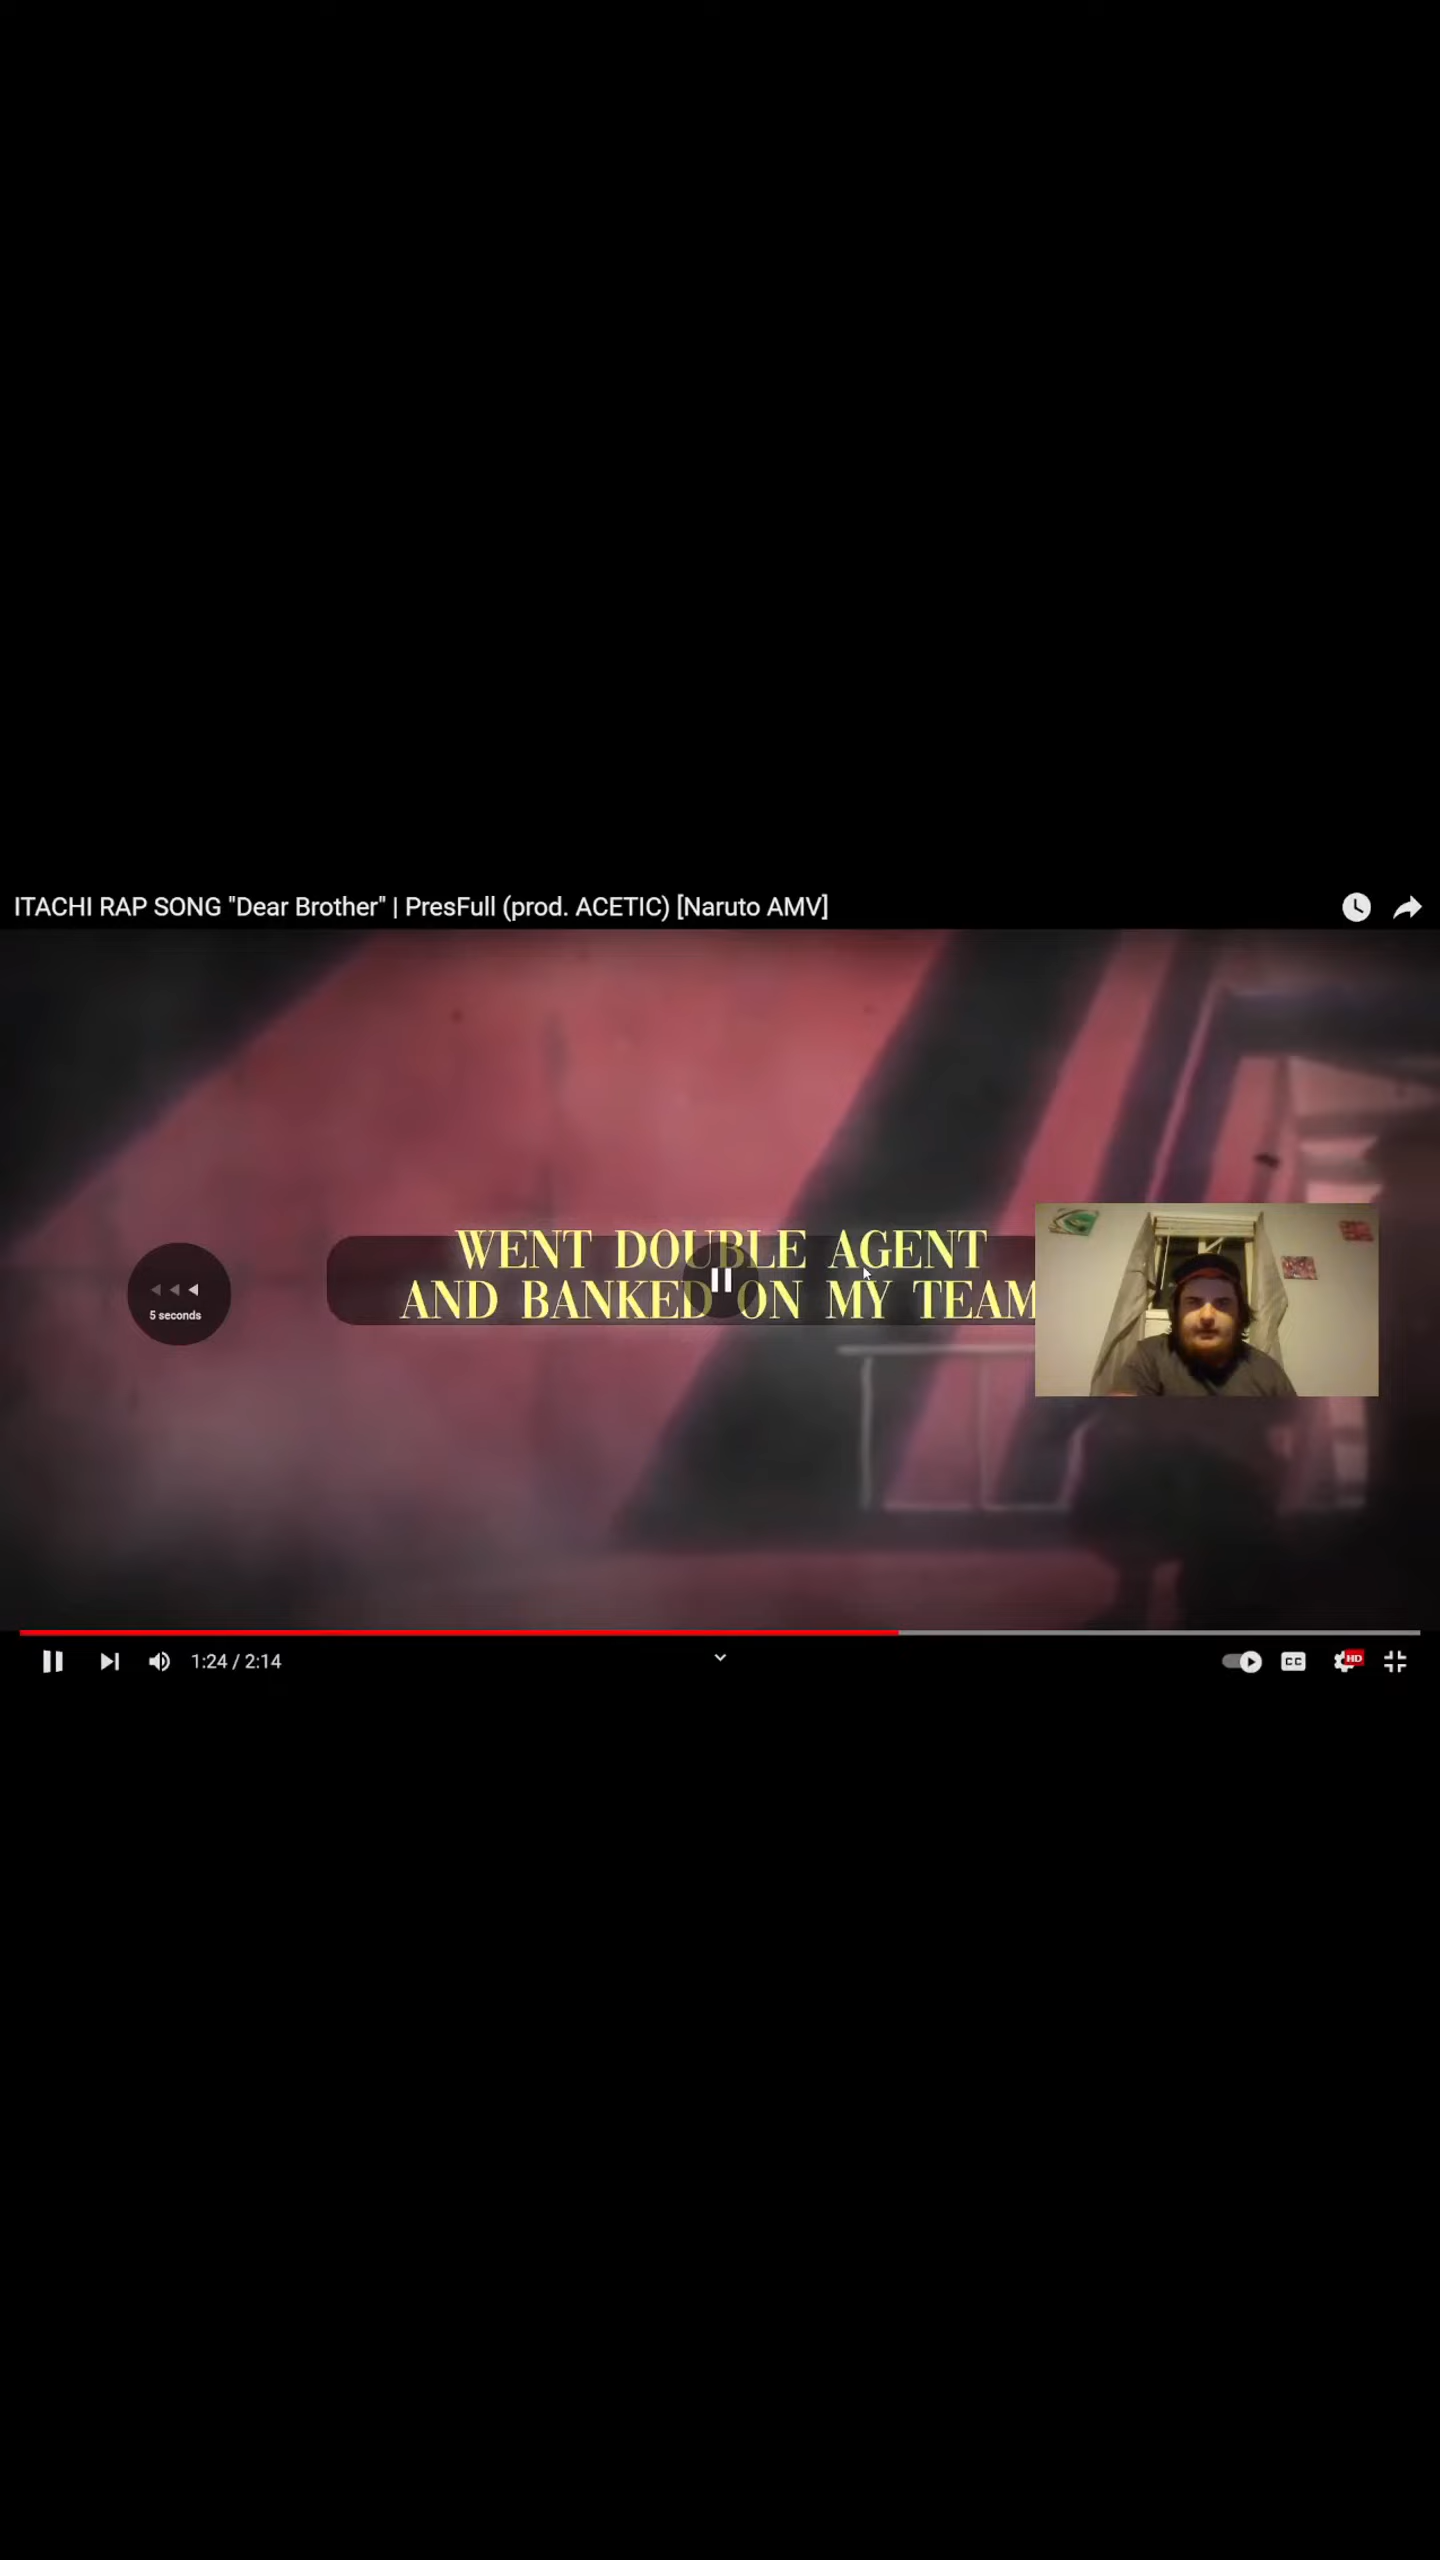 ITACHI RAP SONG "Dear Brother" | PresFull (prod. ACETIC) [Naruto AMV]
WENT DOUBLE AGENT
AND BANKED ON MY TEAM
5 seconds
1:24 / 2:14
CC
HD